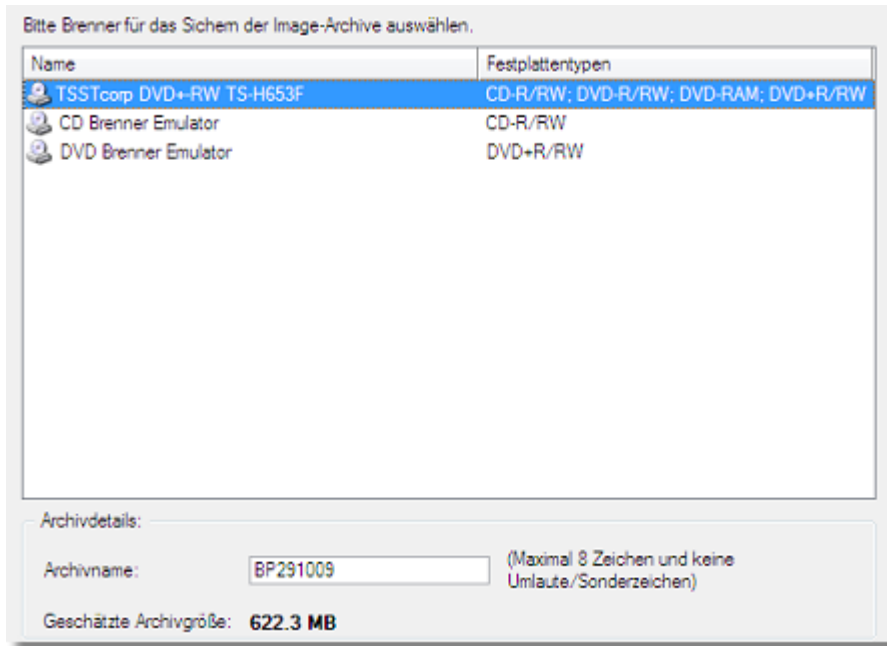 Bitte Brenner für das Sichern der Image-Archive auswählen.
Name Festplattentypen
TSSTcorp DVD+-RW TS-H653F CD-R/RW; DVD-R/RW; DVD-RAM; DVD+R/RW
CD Brenner Emulator CD-R/RW
DVD Brenner Emulator DVD+R/RW
Archivdetails:
Archivname: BP291009 (Maximal 8 Zeichen und keine
Umlaute/Sonderzeichen)
Geschätzte Archivgröße: 622.3 MB